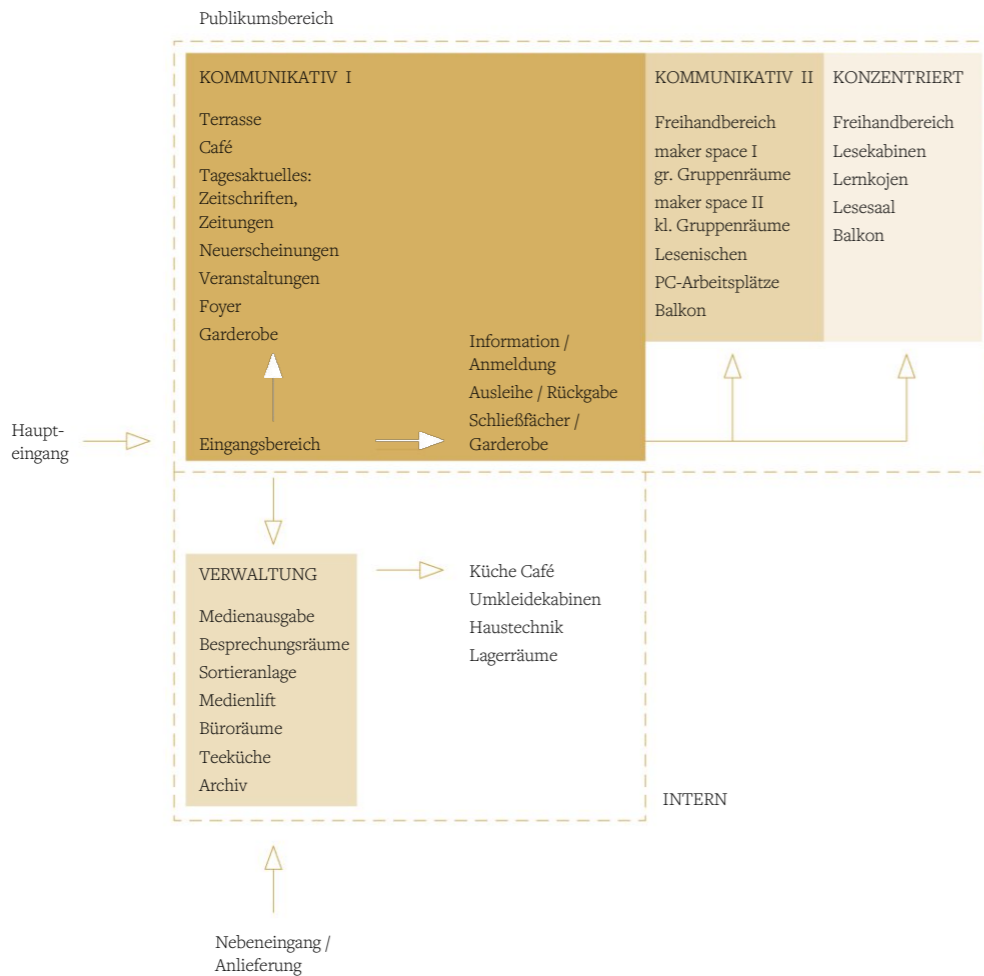 Publikumsbereich
KOMMUNIKATIV I
Terrasse
Café
Tagesaktuelles:
Zeitschriften,
Zeitungen
Neuerscheinungen
Veranstaltungen
Foyer
Garderobe
Eingangsbereich
Information /
Anmeldung
Ausleihe / Rückgabe
Schließfächer /
Garderobe
KOMMUNIKATIV II
Freihandbereich
maker space I
gr. Gruppenräume
maker space II
kl. Gruppenräume
Lesenischen
PC-Arbeitsplätze
Balkon
KONZENTRIERT
Freihandbereich
Lesekabinen
Lernkojen
Lesesaal
Balkon
Haupt-
eingang
VERWALTUNG
Medienausgabe
Besprechungsräume
Sortieranlage
Medienlift
Büroräume
Teeküche
Archiv
Küche Café
Umkleidekabinen
Haustechnik
Lagerräume
INTERN
Nebeneingang /
Anlieferung